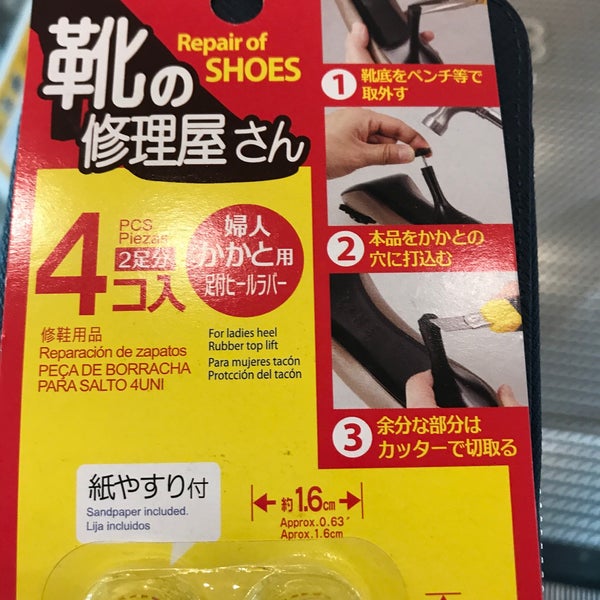 靴の
修理屋さん
Repair of
SHOES
4
PCS
Piezas
2足分
コ入
婦人
かかと用
足付ヒールラバー
修鞋用品
Reparación de zapatos
PEÇA DE BORRACHA
PARA SALTO 4UNI
For ladies heel
Rubber top lift
Para mujeres tacón
Protcción del tacón
紙やすり付
Sandpaper included.
Lija incluidos
約1.6cm
Approx.0.63"
Aprox.1.6cm
1 靴底をペンチ等で
取外す
2 本品をかかとの
穴に打込む
3 余分な部分は
カッターで切取る